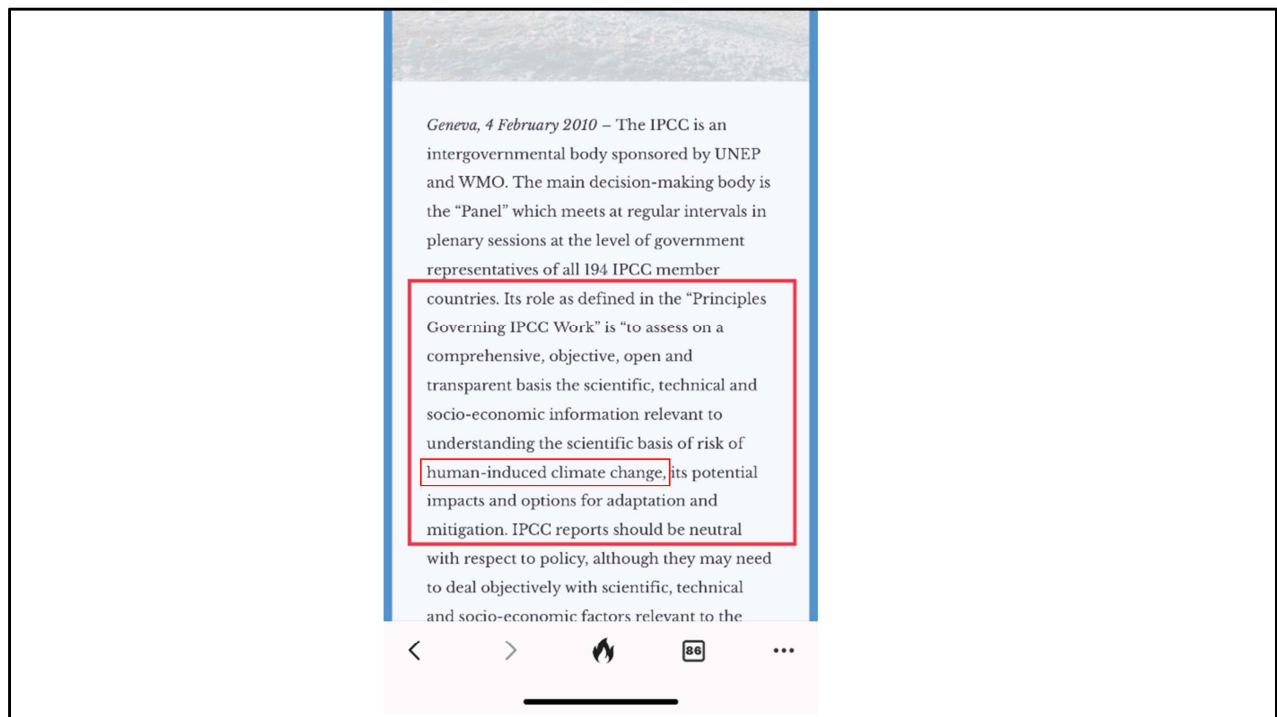 Geneva, 4 February 2010 – The IPCC is an
intergovernmental body sponsored by UNEP
and WMO. The main decision-making body is
the “Panel” which meets at regular intervals in
plenary sessions at the level of government
representatives of all 194 IPCC member
countries. Its role as defined in the “Principles
Governing IPCC Work” is “to assess on a
comprehensive, objective, open and
transparent basis the scientific, technical and
socio-economic information relevant to
understanding the scientific basis of risk of
human-induced climate change, its potential
impacts and options for adaptation and
mitigation. IPCC reports should be neutral
with respect to policy, although they may need
to deal objectively with scientific, technical
and socio-economic factors relevant to the
86